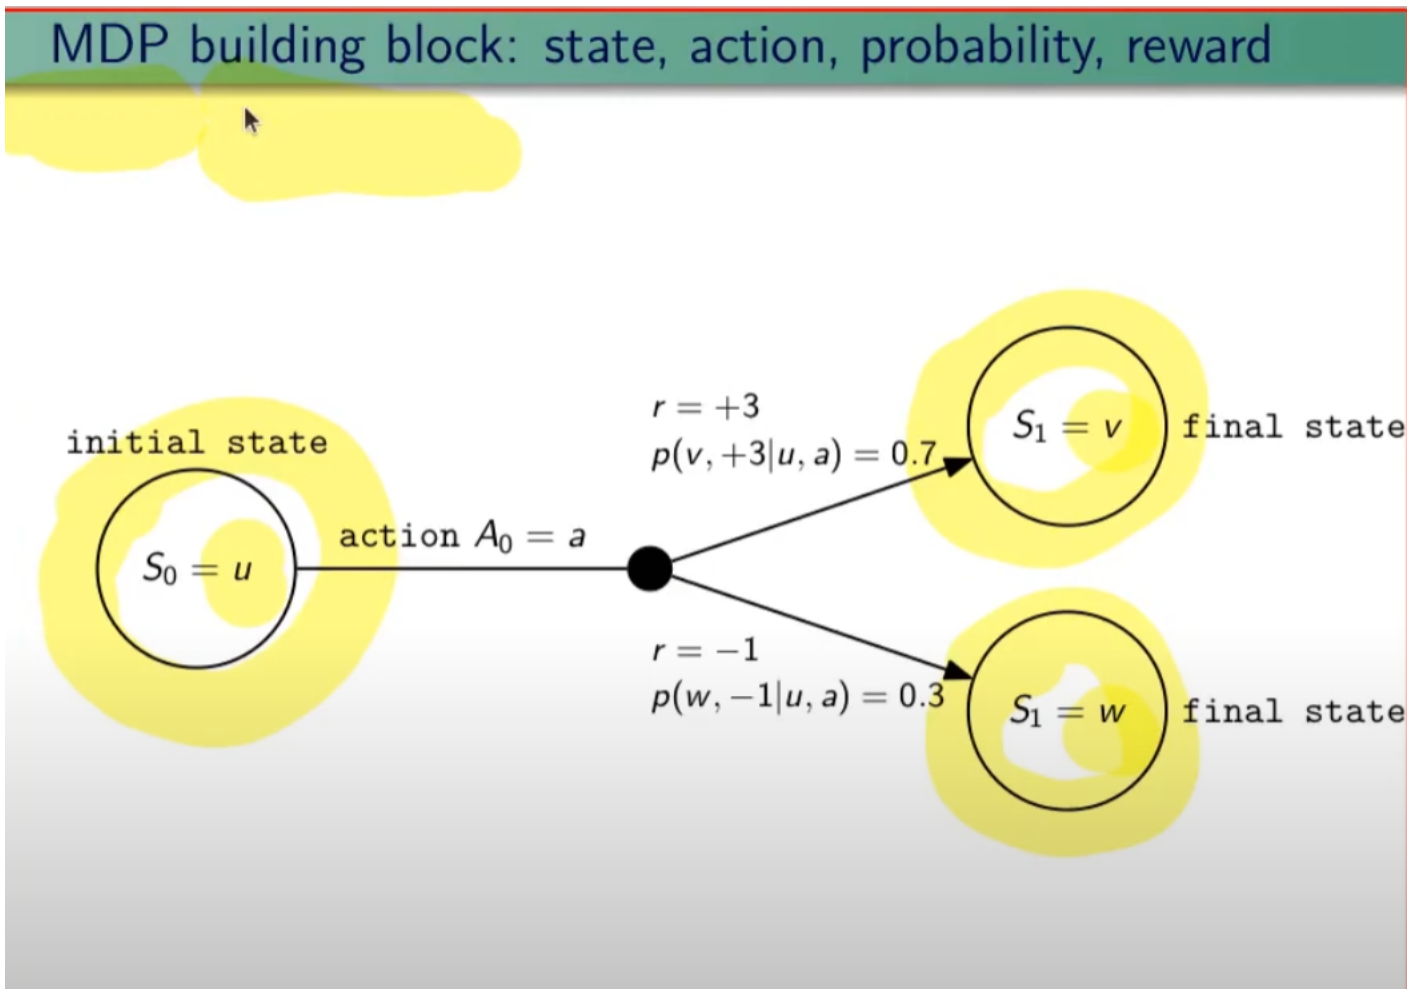 MDP building block: state, action, probability, reward
r = +3
p(v, +3|u, a) = 0.7
S₁ = v
final state
initial state
action A₀ = a
S₀ = u
r = −1
p(w, −1|u, a) = 0.3
S₁ = w
final state